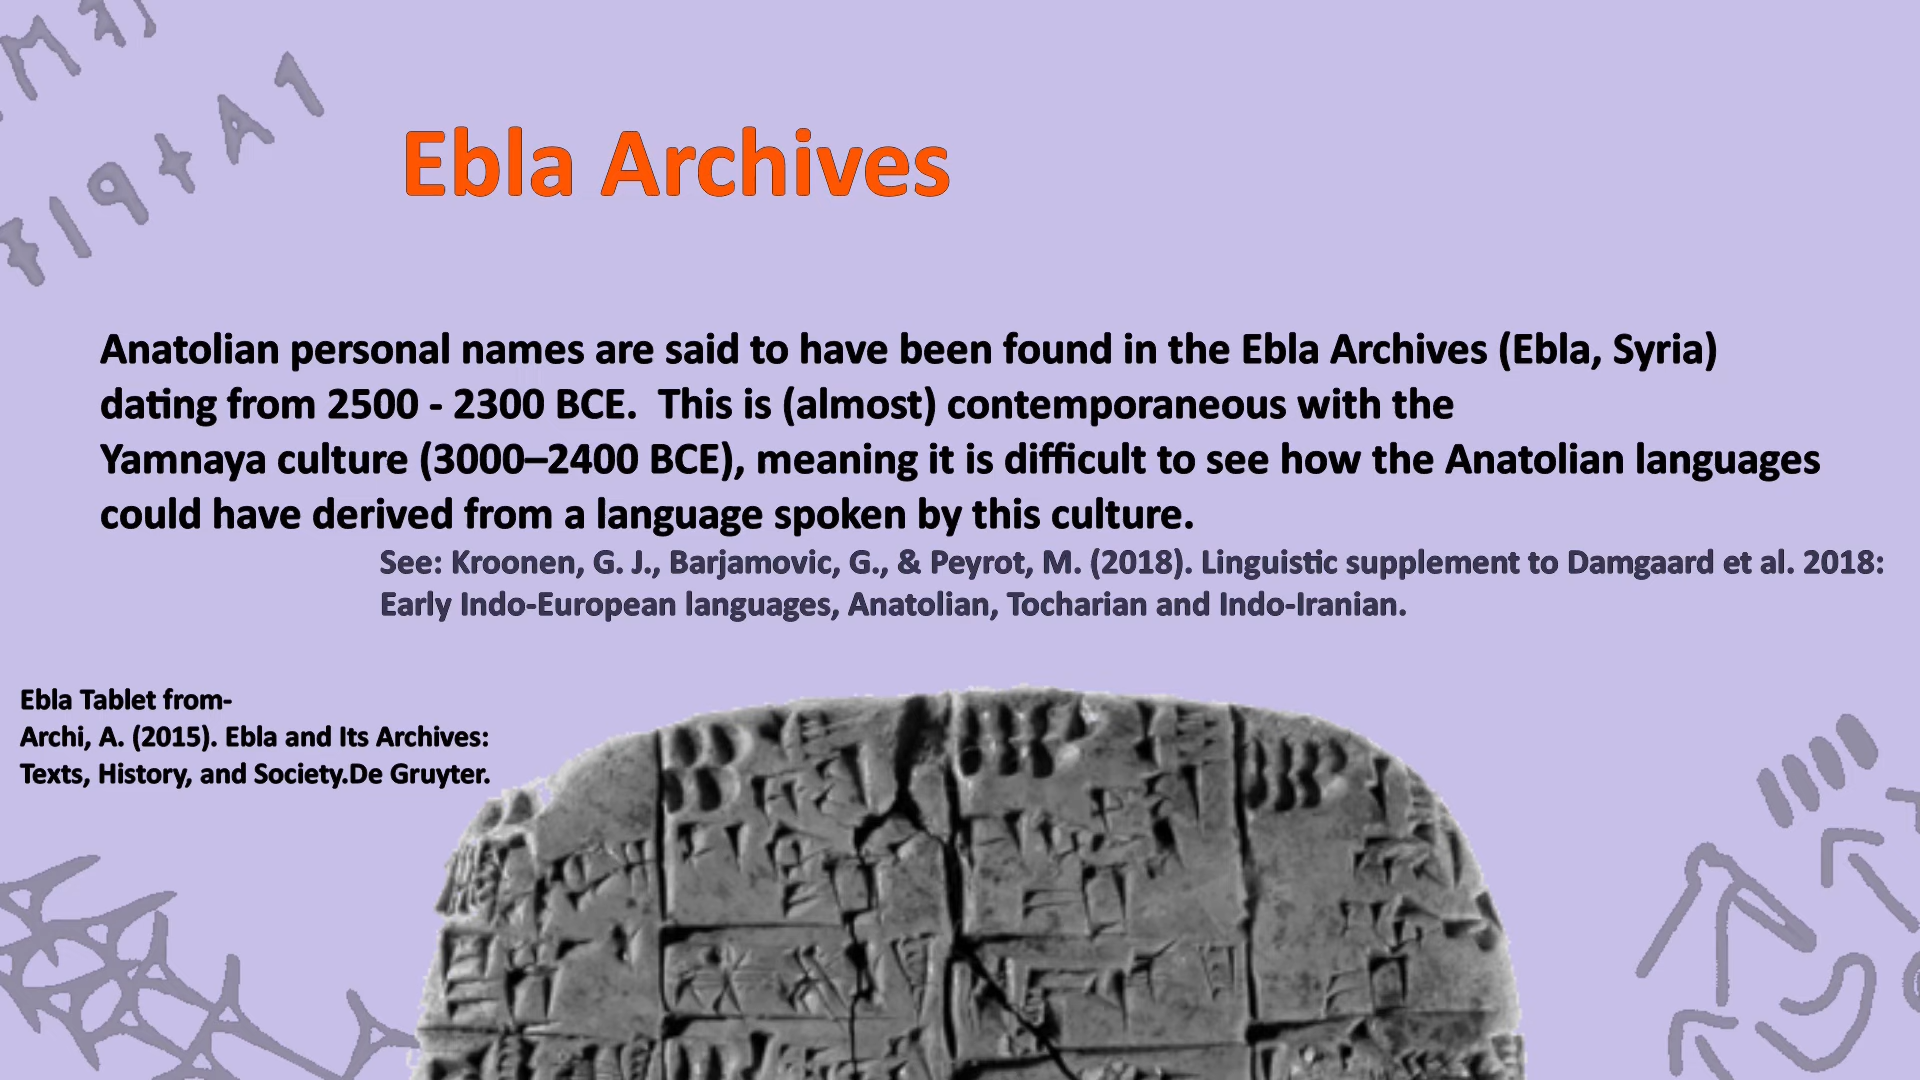 Ebla Archives
Anatolian personal names are said to have been found in the Ebla Archives (Ebla, Syria)
dating from 2500 - 2300 BCE.  This is (almost) contemporaneous with the
Yamnaya culture (3000–2400 BCE), meaning it is difficult to see how the Anatolian languages
could have derived from a language spoken by this culture.
See: Kroonen, G. J., Barjamovic, G., & Peyrot, M. (2018). Linguistic supplement to Damgaard et al. 2018:
Early Indo-European languages, Anatolian, Tocharian and Indo-Iranian.
Ebla Tablet from-
Archi, A. (2015). Ebla and Its Archives:
Texts, History, and Society.De Gruyter.